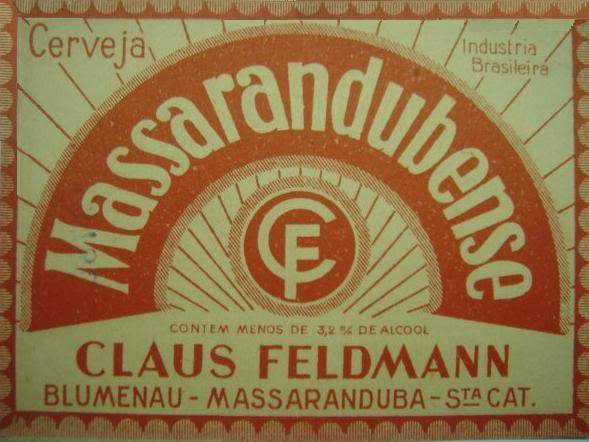 Cerveja
Industria
Brasileira
Massarandubense
CF
CONTEM MENOS DE 3,2 % DE ALCOOL
CLAUS FELDMANN
BLUMENAU - MASSARANDUBA - STA CAT.